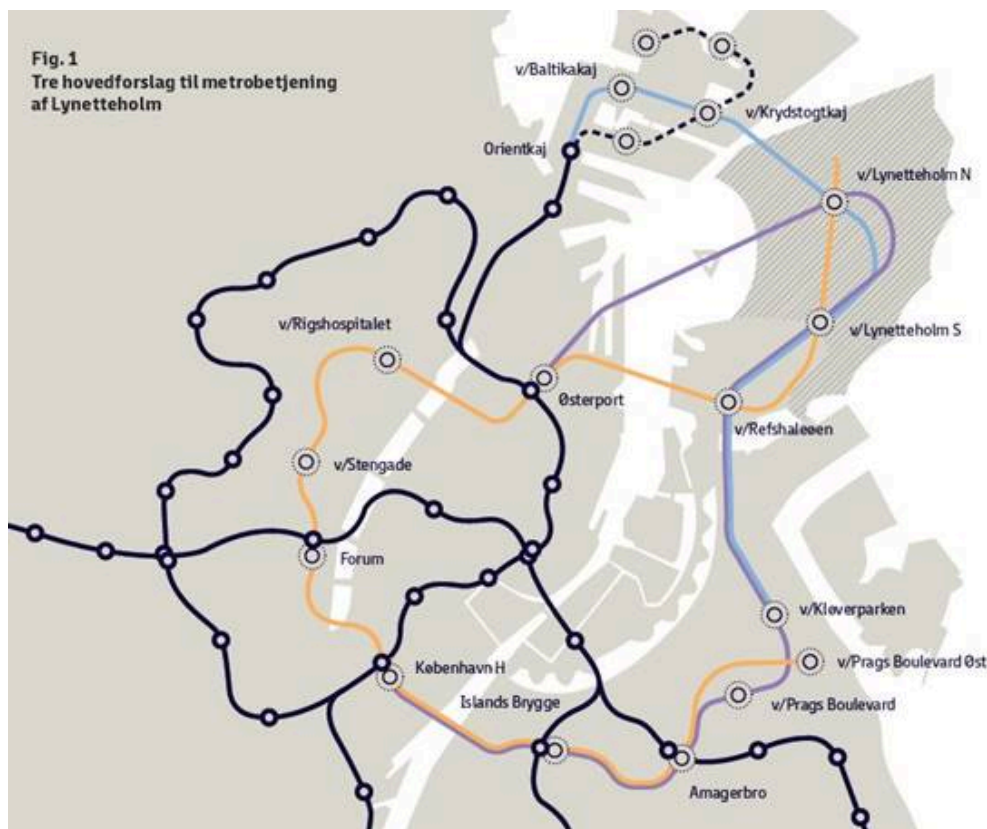 Fig. 1
Tre hovedforslag til metrobetjening
af Lynetteholm
v/Baltikakaj
v/Krydstogtkaj
Orientkaj
v/Lynetteholm N
v/Rigshospitalet
v/Lynetteholm S
Østerport
v/Refshaleøen
v/Stengade
Forum
v/Kløverparken
København H
v/Prags Boulevard Øst
Islands Brygge
v/Prags Boulevard
Amagerbro